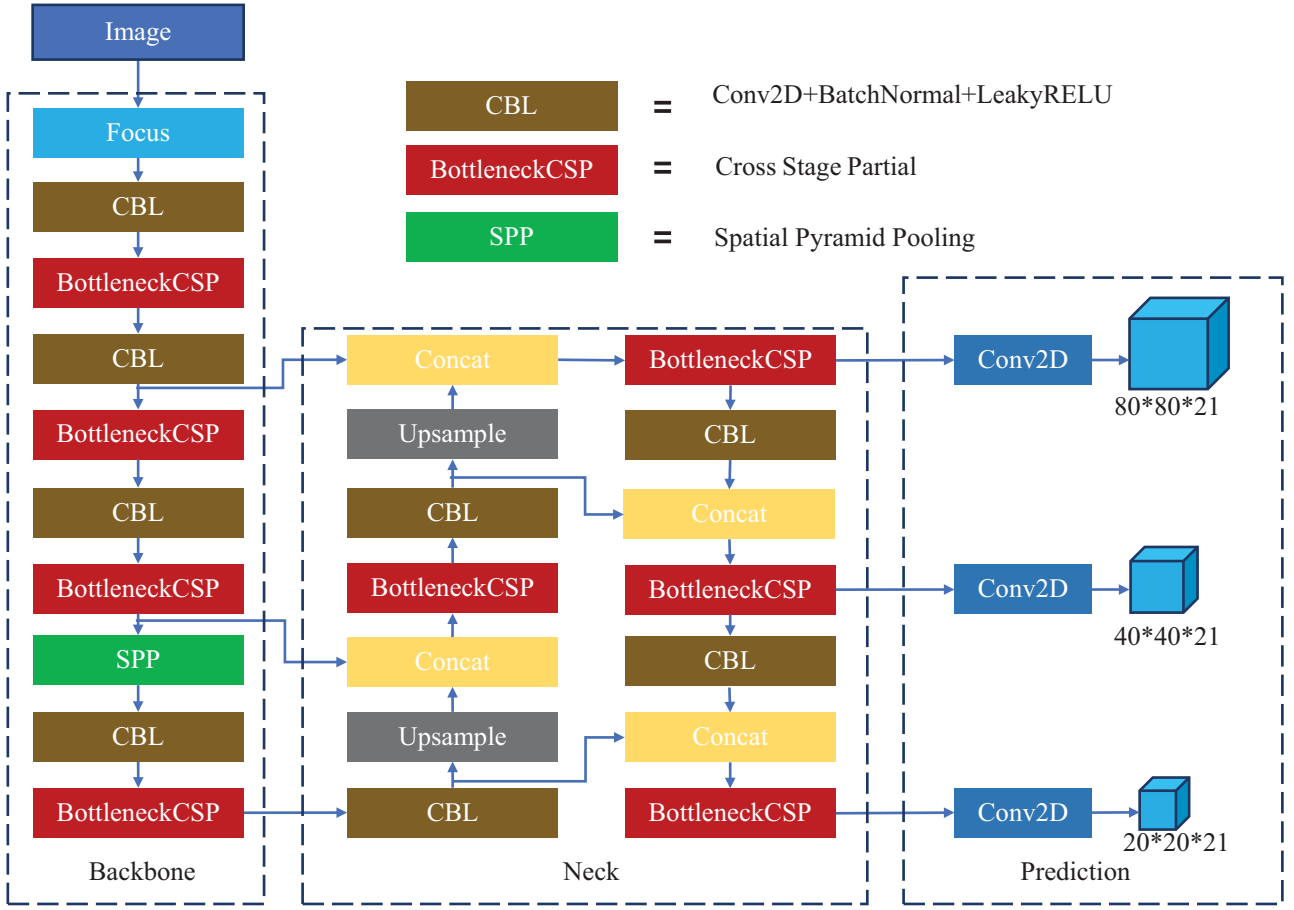 Image
Focus
CBL
BottleneckCSP
CBL
BottleneckCSP
CBL
BottleneckCSP
SPP
CBL
BottleneckCSP
Backbone
CBL
=
Conv2D+BatchNormal+LeakyRELU
BottleneckCSP
=
Cross Stage Partial
SPP
=
Spatial Pyramid Pooling
Concat
Upsample
CBL
BottleneckCSP
Concat
Upsample
CBL
BottleneckCSP
CBL
Concat
BottleneckCSP
CBL
Concat
BottleneckCSP
Neck
Conv2D
80*80*21
Conv2D
40*40*21
Conv2D
20*20*21
Prediction